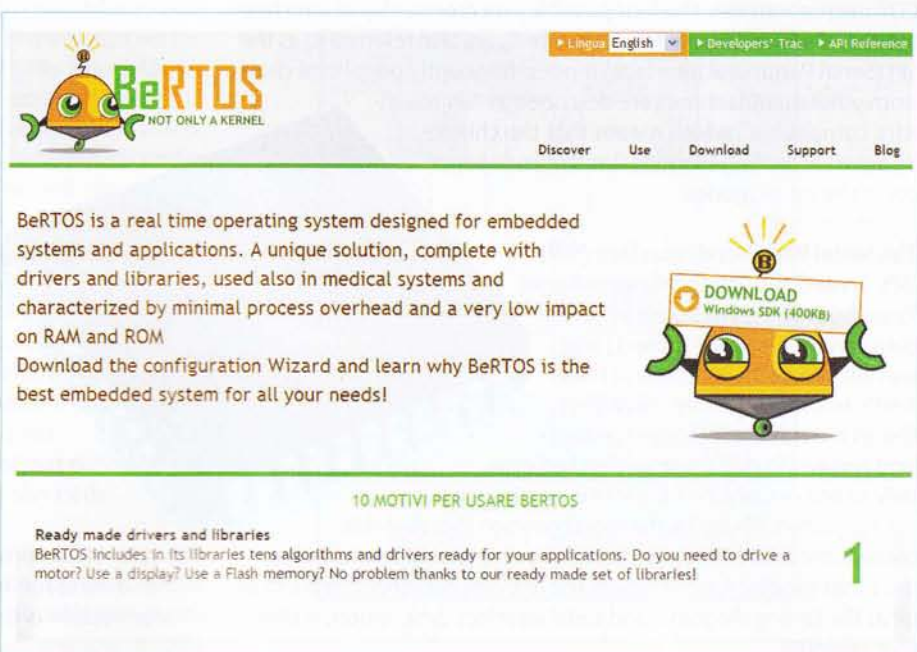 Lingua English Developers' Trac API Reference
BeRTOS
NOT ONLY A KERNEL
Discover Use Download Support Blog
BeRTOS is a real time operating system designed for embedded
systems and applications. A unique solution, complete with
drivers and libraries, used also in medical systems and
characterized by minimal process overhead and a very low impact
on RAM and ROM
Download the configuration Wizard and learn why BeRTOS is the
best embedded system for all your needs!
B
DOWNLOAD
Windows SDK (400KB)
10 MOTIVI PER USARE BERTOS
Ready made drivers and libraries
BeRTOS includes in its libraries tens algorithms and drivers ready for your applications. Do you need to drive a
motor? Use a display? Use a Flash memory? No problem thanks to our ready made set of libraries!
1